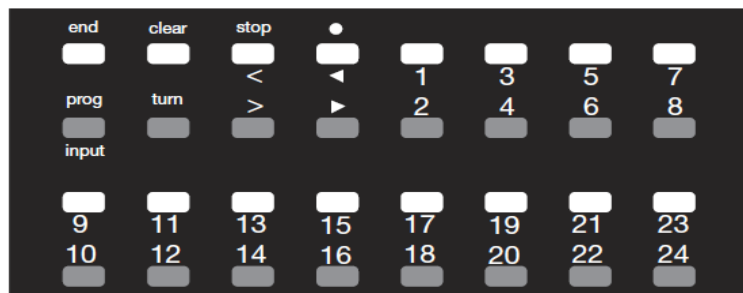 end clear stop ●
< ◄ 1 3 5 7
prog turn > ► 2 4 6 8
input
9 11 13 15 17 19 21 23
10 12 14 16 18 20 22 24